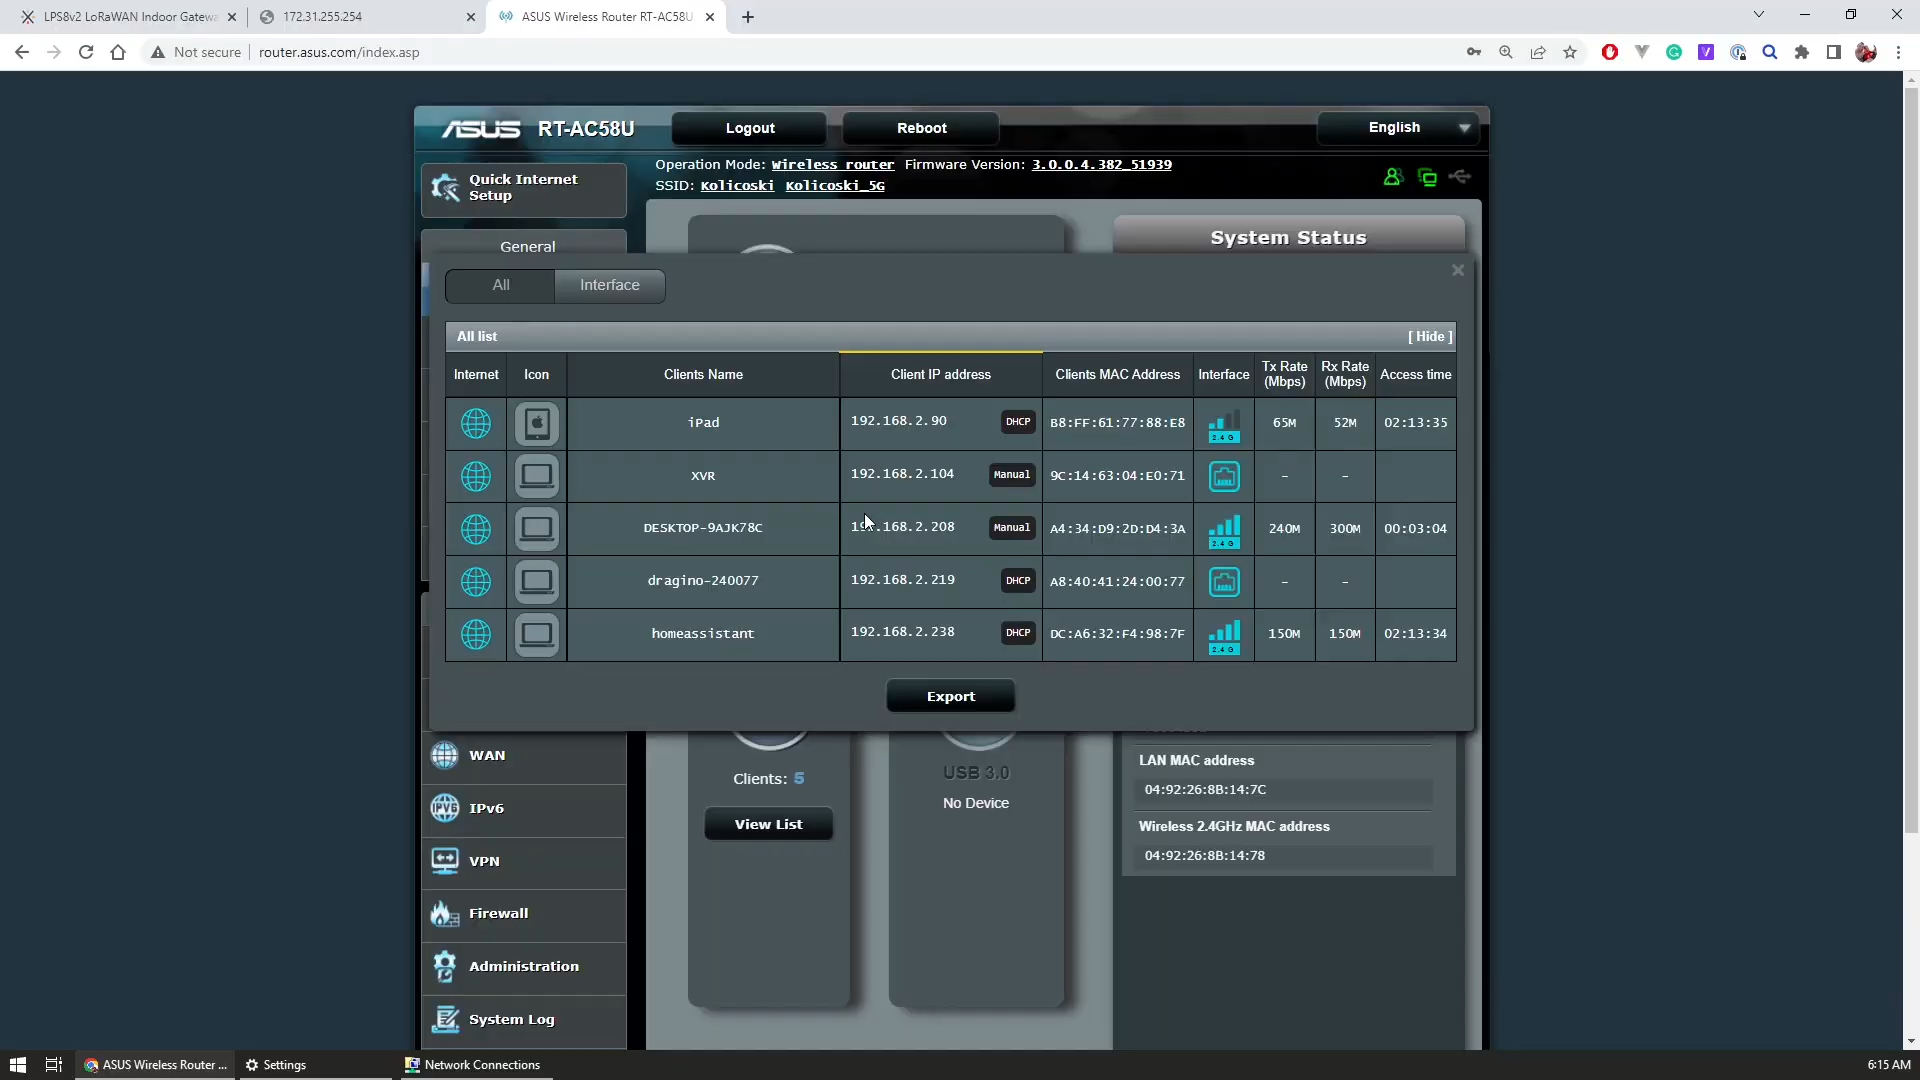 LPS8v2 LoRaWAN Indoor Gatewa
172.31.255.254
ASUS Wireless Router RT-AC58U
Not secure
router.asus.com/index.asp
ASUS RT-AC58U
Logout
Reboot
English
Operation Mode: Wireless router Firmware Version: 3.0.0.4.382_51939
SSID: Kolicoski Kolicoski_5G
Quick Internet
Setup
General
System Status
All
Interface
All list
[ Hide ]
Internet
Icon
Clients Name
Client IP address
Clients MAC Address
Interface
Tx Rate
(Mbps)
Rx Rate
(Mbps)
Access time
iPad 192.168.2.90 DHCP B8:FF:61:77:88:E8 2.4 G 65M 52M 02:13:35
XVR 192.168.2.104 Manual 9C:14:63:04:E0:71 - -
DESKTOP-9AJK78C 192.168.2.208 Manual A4:34:D9:2D:D4:3A 2.4 G 240M 300M 00:03:04
dragino-240077 192.168.2.219 DHCP A8:40:41:24:00:77 - -
homeassistant 192.168.2.238 DHCP DC:A6:32:F4:98:7F 2.4 G 150M 150M 02:13:34
Export
WAN
IPv6
VPN
Firewall
Administration
System Log
Clients: 5
View List
USB 3.0
No Device
LAN MAC address
04:92:26:8B:14:7C
Wireless 2.4GHz MAC address
04:92:26:8B:14:78
ASUS Wireless Router ...
Settings
Network Connections
6:15 AM